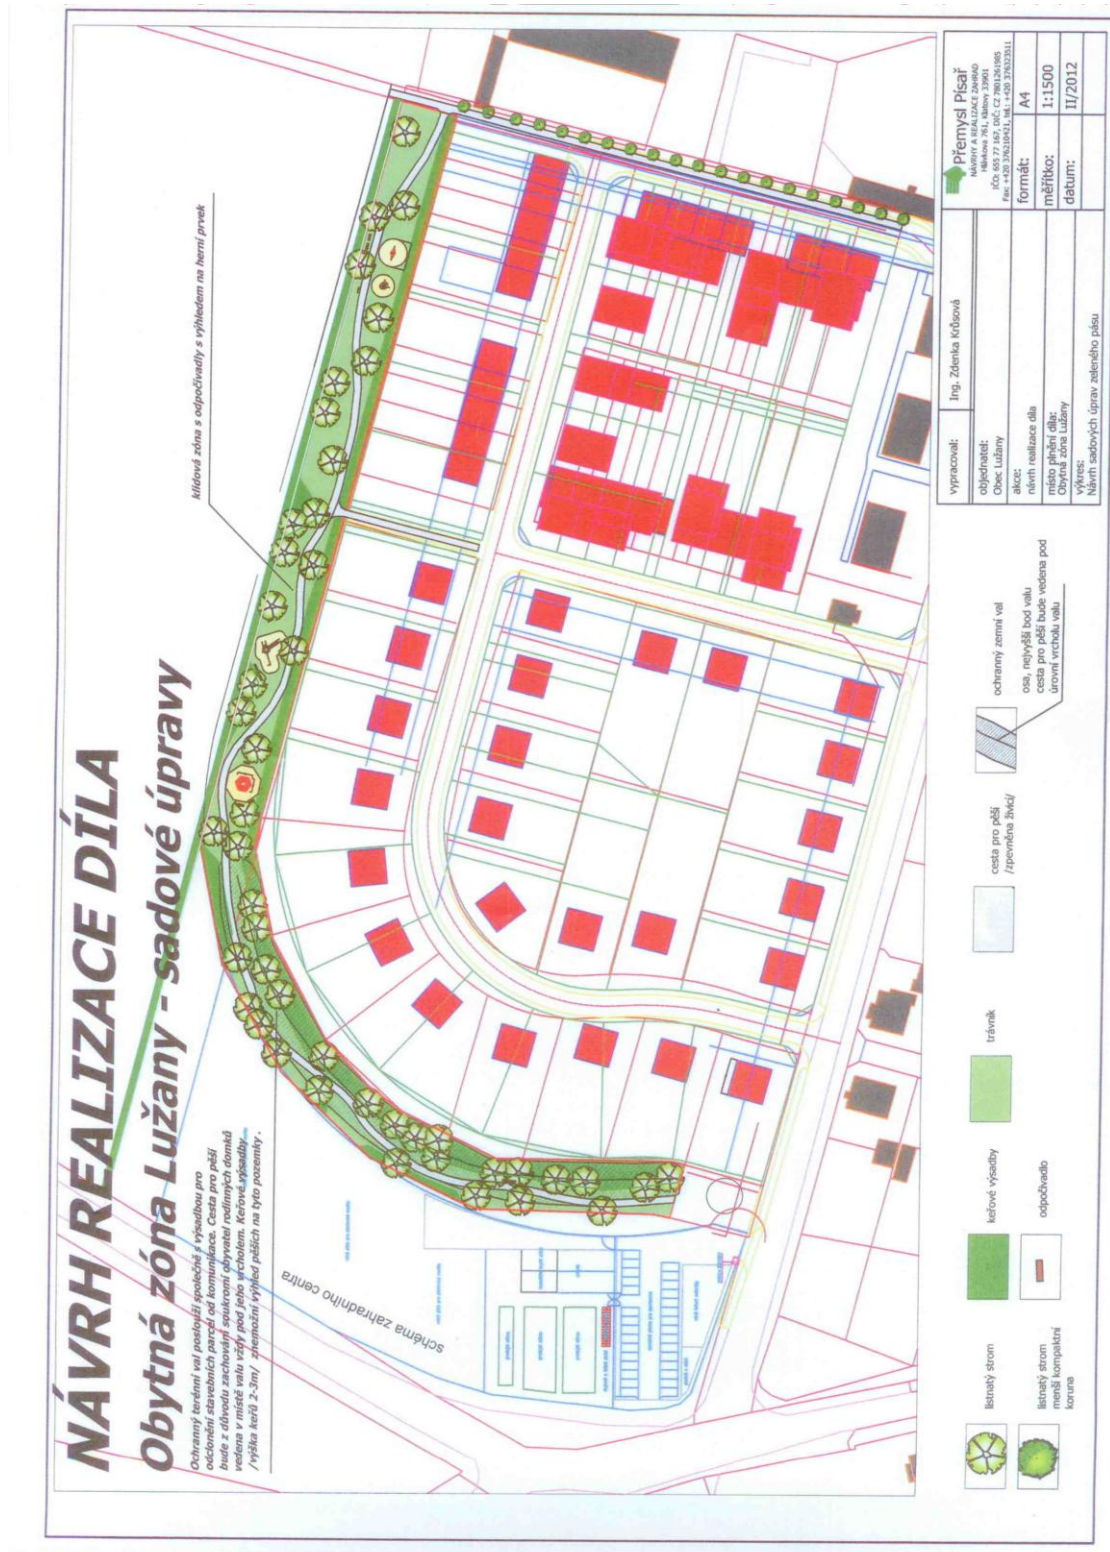 NÁVRH REALIZACE DÍLA
Obytná zóna Lužany - sadové úpravy
Ochranný terénní val poslouží společně s výsadbou pro
odclonění stavebních parcel od komunikace. Cesta pro pěší
bude z důvodu zachování soukromí obyvatel rodinných domků
vedena v místě valu vždy pod jeho vrcholem. Keřové výsadby
/výška keřů 2-3m/ znemožní výhled pěších na tyto pozemky.
klidová zóna s odpočívadly s výhledem na herní prvek
schéma zahradního centra
listnatý strom
listnatý strom
menší kompaktní
koruna
keřové výsadby
odpočívadlo
trávník
cesta pro pěší
/zpevněna živicí/
ochranný zemní val
osa, nejvyšší bod valu
cesta pro pěší bude vedena pod
úrovní vrcholu valu
vypracoval:
Ing. Zdenka Krůsová
objednatel:
Obec Lužany
akce:
návrh realizace díla
místo plnění díla:
Obytná zóna Lužany
výkres:
Návrh sadových úprav zeleného pásu
Přemysl Písař
NÁVRHY A REALIZACE ZAHRAD
Hálkova 761, Klatovy 33901
formát:
A4
měřítko:
1:1500
datum:
II/2012